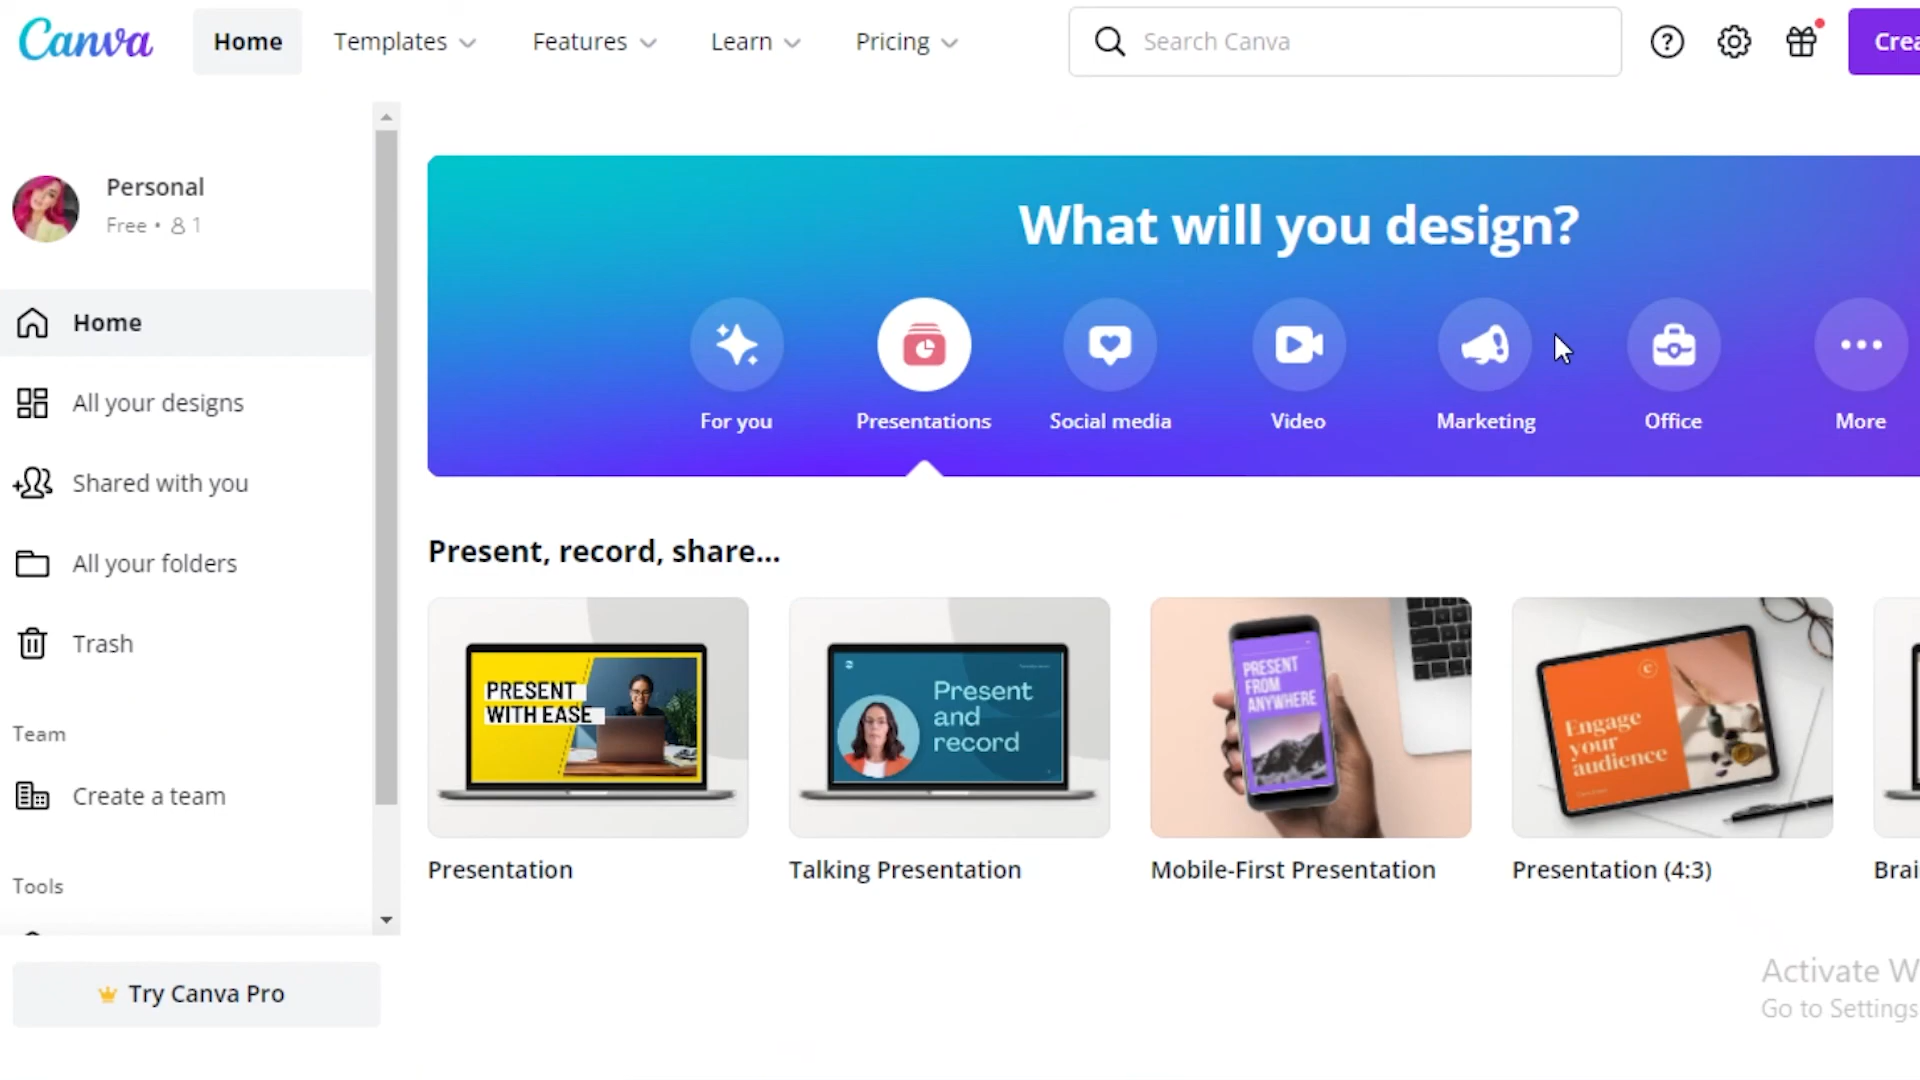 Canva
Home
Templates
Features
Learn
Pricing
Search Canva
Crea
Personal
Free • 1
Home
All your designs
Shared with you
All your folders
Trash
Team
Create a team
Tools
Try Canva Pro
What will you design?
For you
Presentations
Social media
Video
Marketing
Office
More
Present, record, share...
PRESENT
WITH EASE
Present
and
record
PRESENT
FROM
ANYWHERE
Engage
your
audience
Presentation
Talking Presentation
Mobile-First Presentation
Presentation (4:3)
Brai
Activate W
Go to Settings